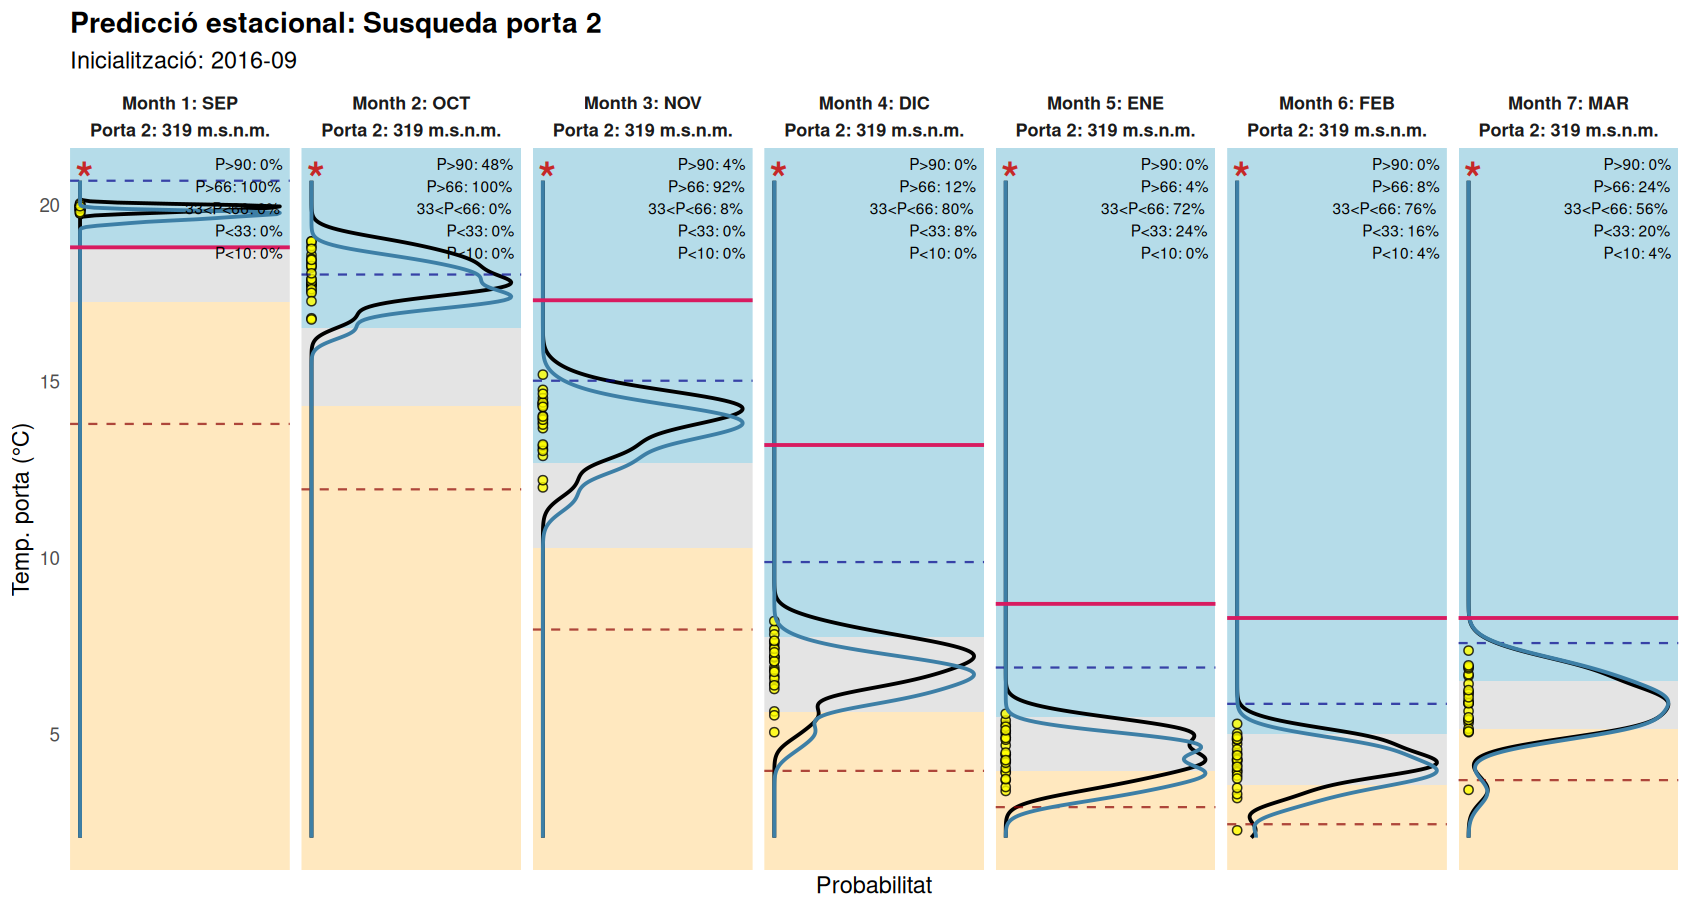 Predicció estacional: Susqueda porta 2
Inicialització: 2016-09
Month 1: SEP
Porta 2: 319 m.s.n.m.
Month 2: OCT
Porta 2: 319 m.s.n.m.
Month 3: NOV
Porta 2: 319 m.s.n.m.
Month 4: DIC
Porta 2: 319 m.s.n.m.
Month 5: ENE
Porta 2: 319 m.s.n.m.
Month 6: FEB
Porta 2: 319 m.s.n.m.
Month 7: MAR
Porta 2: 319 m.s.n.m.
*
P>90: 0%
P>66: 100%
33<P<66: 0%
P<33: 0%
P<10: 0%
*
P>90: 48%
P>66: 100%
33<P<66: 0%
P<33: 0%
P<10: 0%
*
P>90: 4%
P>66: 92%
33<P<66: 8%
P<33: 0%
P<10: 0%
*
P>90: 0%
P>66: 12%
33<P<66: 80%
P<33: 8%
P<10: 0%
*
P>90: 0%
P>66: 4%
33<P<66: 72%
P<33: 24%
P<10: 0%
*
P>90: 0%
P>66: 8%
33<P<66: 76%
P<33: 16%
P<10: 4%
*
P>90: 0%
P>66: 24%
33<P<66: 56%
P<33: 20%
P<10: 4%
20
15
10
5
Temp. porta (°C)
Probabilitat